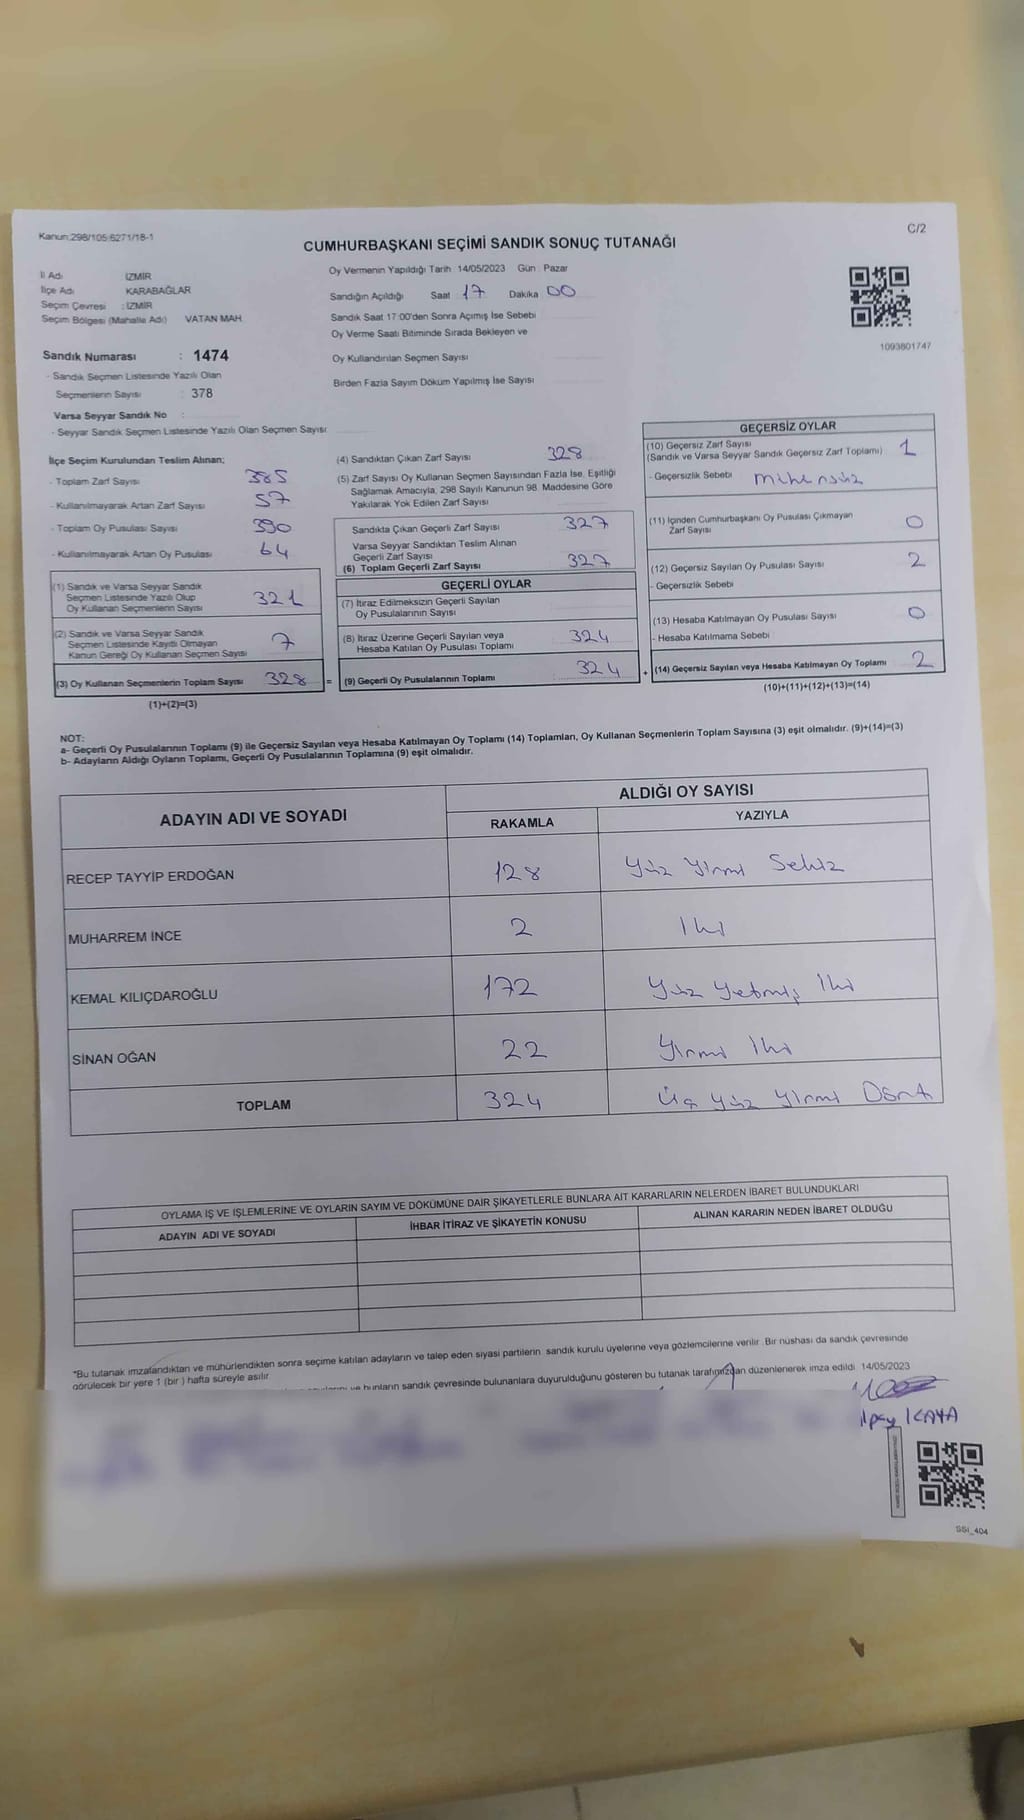 Kanun:298/105;6271/18-1
C/2
CUMHURBAŞKANI SEÇİMİ SANDIK SONUÇ TUTANAĞI
İl Adı İZMİR
İlçe Adı KARABAĞLAR
Seçim Çevresi : İZMİR
Seçim Bölgesi (Mahalle Adı) VATAN MAH.
Sandık Numarası : 1474
- Sandık Seçmen Listesinde Yazılı Olan
Seçmenlerin Sayısı : 378
Varsa Seyyar Sandık No :
- Seyyar Sandık Seçmen Listesinde Yazılı Olan Seçmen Sayısı:
Oy Vermenin Yapıldığı Tarih 14/05/2023 Gün Pazar
Sandığın Açıldığı Saat 17 Dakika 00
Sandık Saat 17:00'den Sonra Açımış İse Sebebi
Oy Verme Saati Bitiminde Sırada Bekleyen ve
Oy Kullandırılan Seçmen Sayısı
Birden Fazla Sayım Döküm Yapılmış İse Sayısı
1093801747
İlçe Seçim Kurulundan Teslim Alınan;
- Toplam Zarf Sayısı 385
- Kullanılmayarak Artan Zarf Sayısı 57
- Toplam Oy Pusulası Sayısı 390
- Kullanılmayarak Artan Oy Pusulası 64
(1) Sandık ve Varsa Seyyar Sandık
Seçmen Listesinde Yazılı Olup
Oy Kullanan Seçmenlerin Sayısı 321
(2) Sandık ve Varsa Seyyar Sandık
Seçmen Listesinde Kayıtlı Olmayan
Kanun Gereği Oy Kullanan Seçmen Sayısı 7
(3) Oy Kullanan Seçmenlerin Toplam Sayısı 328 =
(1)+(2)=(3)
(4) Sandıktan Çıkan Zarf Sayısı 328
(5) Zarf Sayısı Oy Kullanan Seçmen Sayısından Fazla İse, Eşitliği
Sağlamak Amacıyla, 298 Sayılı Kanunun 98. Maddesine Göre
Yakılarak Yok Edilen Zarf Sayısı
Sandıkta Çıkan Geçerli Zarf Sayısı 327
Varsa Seyyar Sandıktan Teslim Alınan
Geçerli Zarf Sayısı
(6) Toplam Geçerli Zarf Sayısı 327
GEÇERLİ OYLAR
(7) İtiraz Edilmeksizin Geçerli Sayılan
Oy Pusulalarının Sayısı
(8) İtiraz Üzerine Geçerli Sayılan veya
Hesaba Katılan Oy Pusulası Toplamı 324
(9) Geçerli Oy Pusulalarının Toplamı : 324 +
GEÇERSİZ OYLAR
(10) Geçersiz Zarf Sayısı
(Sandık ve Varsa Seyyar Sandık Geçersiz Zarf Toplamı) 1
- Geçersizlik Sebebi mühürsüz
(11) İçinden Cumhurbaşkanı Oy Pusulası Çıkmayan
Zarf Sayısı 0
(12) Geçersiz Sayılan Oy Pusulası Sayısı 2
- Geçersizlik Sebebi
(13) Hesaba Katılmayan Oy Pusulası Sayısı 0
- Hesaba Katılmama Sebebi
(14) Geçersiz Sayılan veya Hesaba Katılmayan Oy Toplamı 2
(10)+(11)+(12)+(13)=(14)
NOT:
a- Geçerli Oy Pusulalarının Toplamı (9) ile Geçersiz Sayılan veya Hesaba Katılmayan Oy Toplamı (14) Toplamları, Oy Kullanan Seçmenlerin Toplam Sayısına (3) eşit olmalıdır. (9)+(14)=(3)
b- Adayların Aldığı Oyların Toplamı, Geçerli Oy Pusulalarının Toplamına (9) eşit olmalıdır.
ADAYIN ADI VE SOYADI
ALDIĞI OY SAYISI
RAKAMLA YAZIYLA
RECEP TAYYİP ERDOĞAN 128 Yüz Yirmi Sekiz
MUHARREM İNCE 2 İki
KEMAL KILIÇDAROĞLU 172 Yüz Yetmiş İki
SİNAN OĞAN 22 Yirmi İki
TOPLAM 324 Üç Yüz Yirmi Dört
OYLAMA İŞ VE İŞLEMLERİNE VE OYLARIN SAYIM VE DÖKÜMÜNE DAİR ŞİKAYETLERLE BUNLARA AİT KARARLARIN NELERDEN İBARET BULUNDUKLARI
ADAYIN ADI VE SOYADI İHBAR İTİRAZ VE ŞİKAYETİN KONUSU ALINAN KARARIN NEDEN İBARET OLDUĞU
*Bu tutanak imzalandıktan ve mühürlendikten sonra seçime katılan adayların ve talep eden siyasi partilerin sandık kurulu üyelerine veya gözlemcilerine verilir. Bir nüshası da sandık çevresinde
görülecek bir yere 1 (bir) hafta süreyle asılır.
ve bunların sandık çevresinde bulunanlara duyurulduğunu gösteren bu tutanak tarafımızdan düzenlenerek imza edildi. 14/05/2023
KAYA
SSI_404